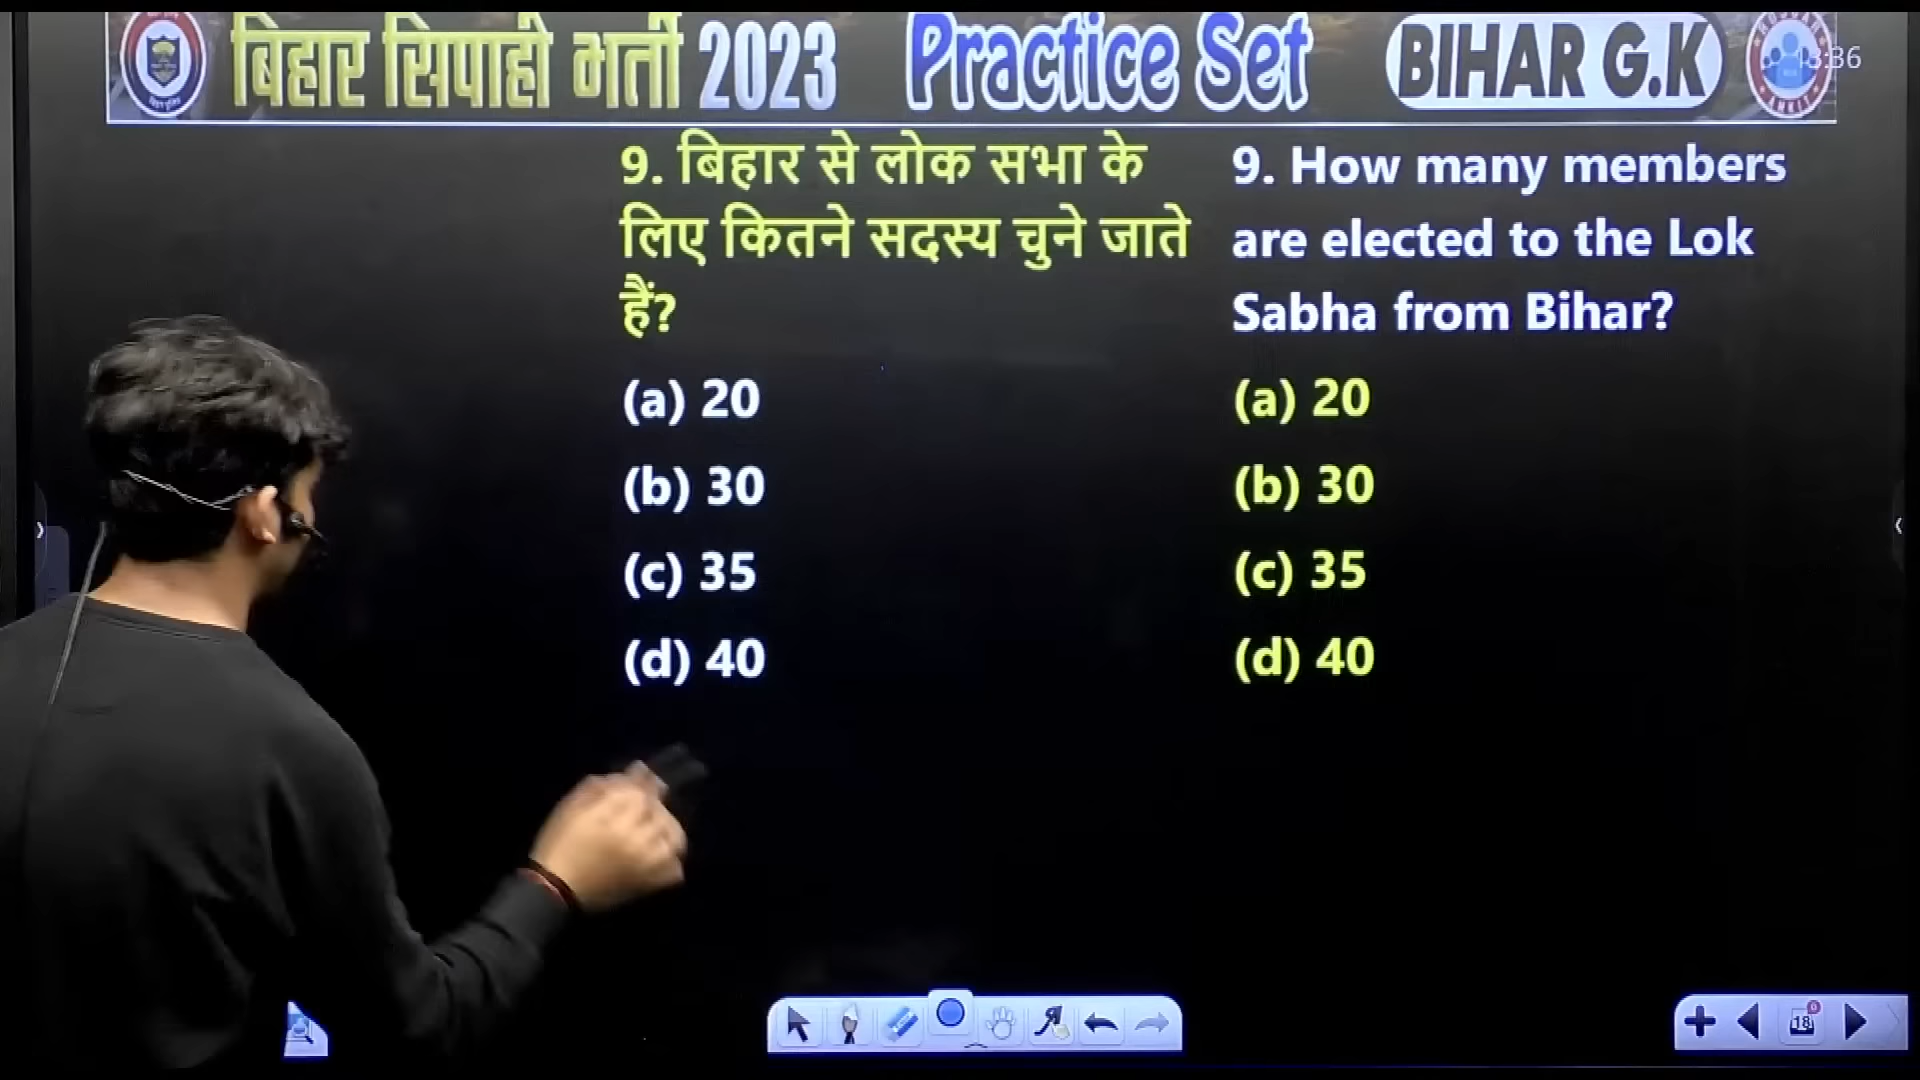 बिहार सिपाही भर्ती 2023 Practice Set BIHAR G.K
9. बिहार से लोक सभा के
लिए कितने सदस्य चुने जाते
हैं?
(a) 20
(b) 30
(c) 35
(d) 40
9. How many members
are elected to the Lok
Sabha from Bihar?
(a) 20
(b) 30
(c) 35
(d) 40
18